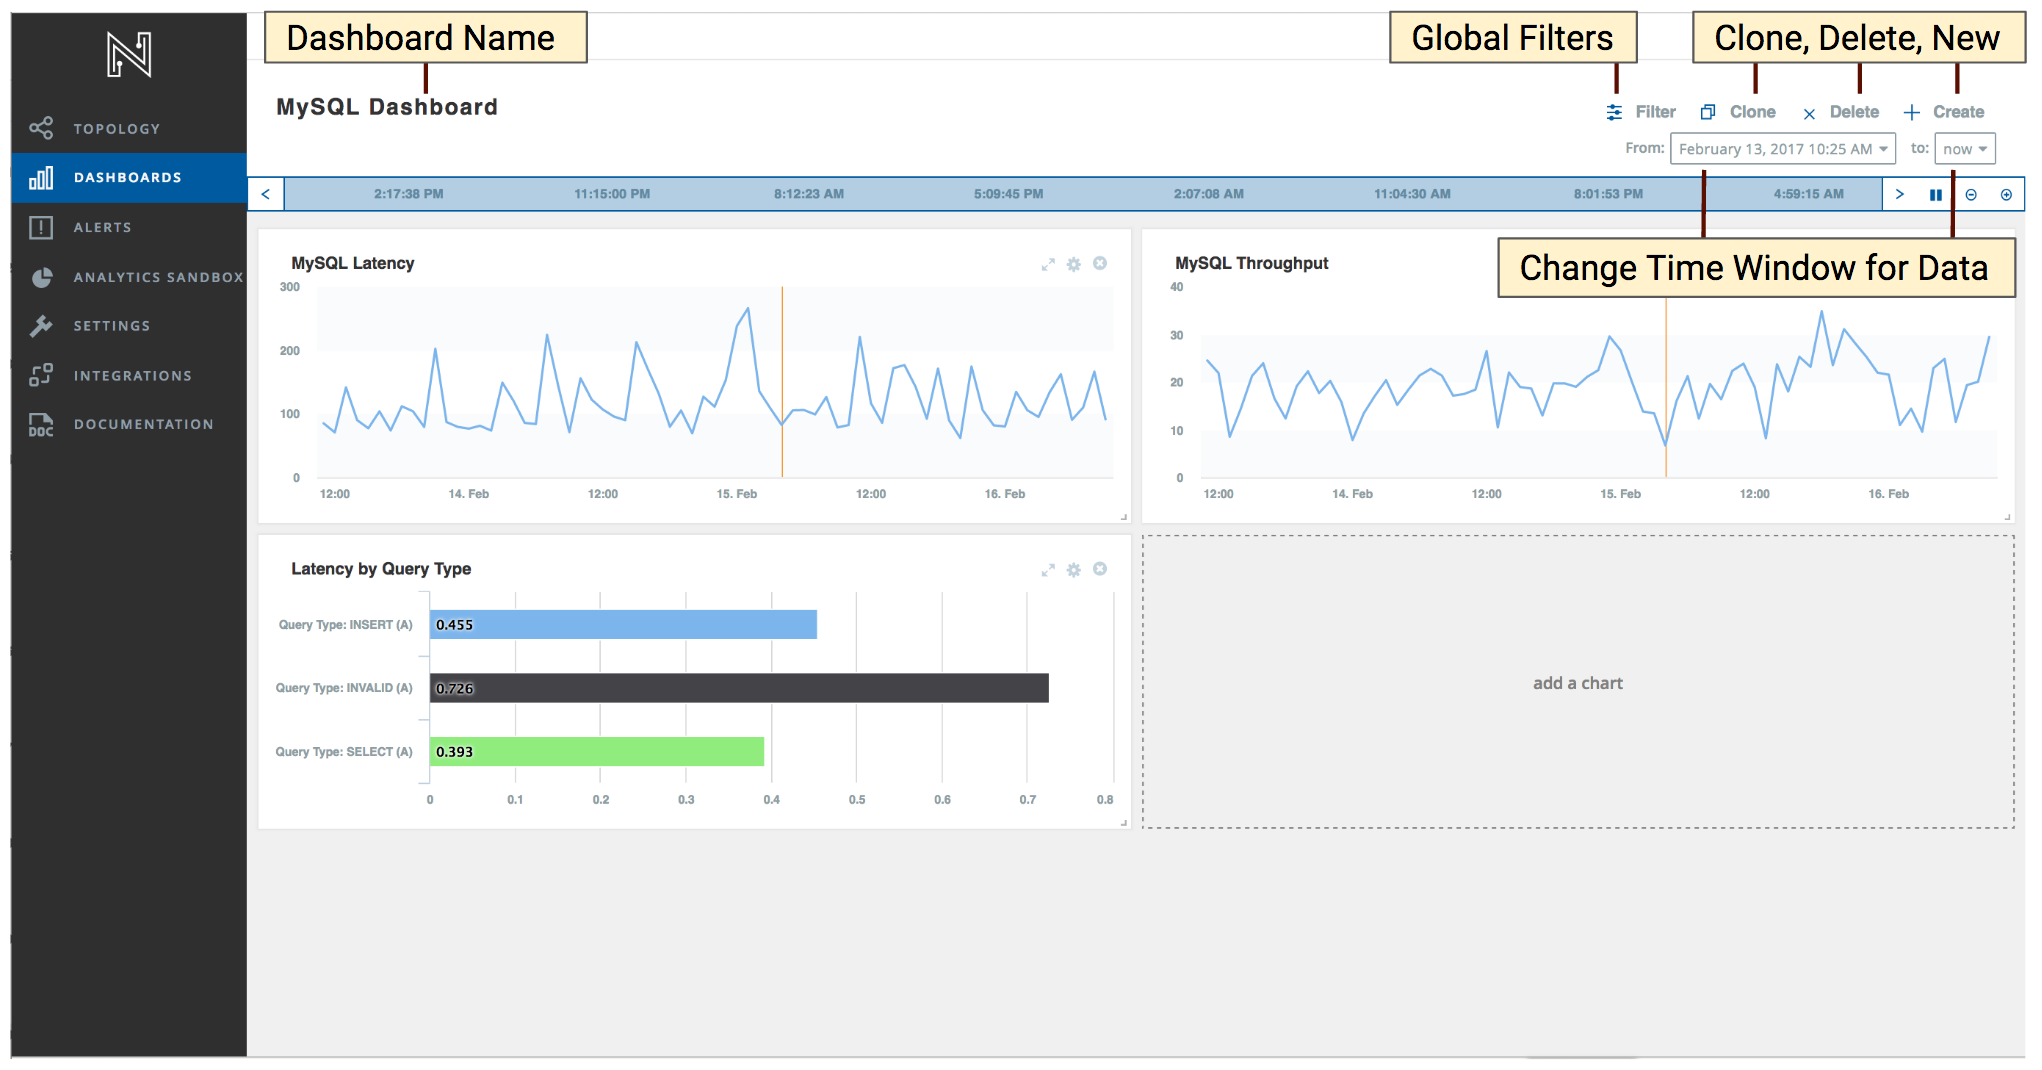 Dashboard Name
Global Filters
Clone, Delete, New
MySQL Dashboard
Filter Clone Delete Create
From: February 13, 2017 10:25 AM to: now
TOPOLOGY
DASHBOARDS
ALERTS
ANALYTICS SANDBOX
SETTINGS
INTEGRATIONS
DOC DOCUMENTATION
< 2:17:38 PM 11:15:00 PM 8:12:23 AM 5:09:45 PM 2:07:08 AM 11:04:30 AM 8:01:53 PM 4:59:15 AM >
Change Time Window for Data
MySQL Latency
300
200
100
0
12:00 14. Feb 12:00 15. Feb 12:00 16. Feb
MySQL Throughput
40
30
20
10
0
12:00 14. Feb 12:00 15. Feb 12:00 16. Feb
Latency by Query Type
Query Type: INSERT (A) 0.455
Query Type: INVALID (A) 0.726
Query Type: SELECT (A) 0.393
0 0.1 0.2 0.3 0.4 0.5 0.6 0.7 0.8
add a chart